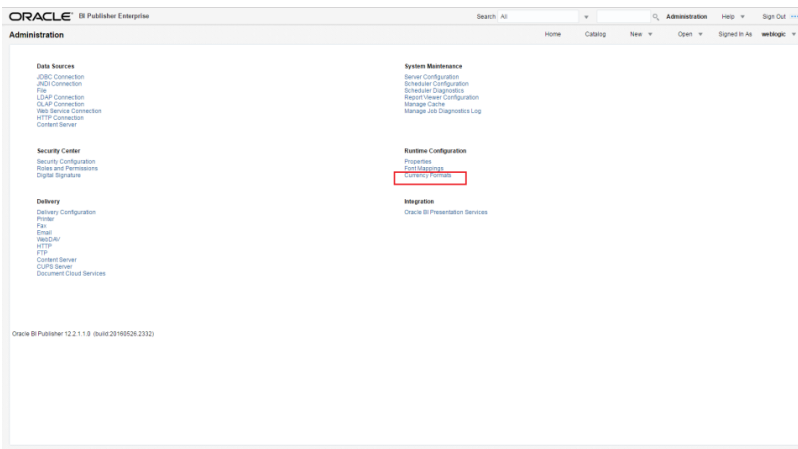 ORACLE BI Publisher Enterprise Search All Administration Help Sign Out
Administration Home Catalog New Open Signed In As weblogic
Data Sources
JDBC Connection
JNDI Connection
File
LDAP Connection
OLAP Connection
Web Service Connection
HTTP Connection
Content Server
System Maintenance
Server Configuration
Scheduler Configuration
Scheduler Diagnostics
Report Viewer Configuration
Manage Cache
Manage Job Diagnostics Log
Security Center
Security Configuration
Roles and Permissions
Digital Signature
Runtime Configuration
Properties
Font Mappings
Currency Formats
Delivery
Delivery Configuration
Printer
Fax
Email
WebDAV
HTTP
FTP
Content Server
CUPS Server
Document Cloud Services
Integration
Oracle BI Presentation Services
Oracle BI Publisher 12.2.1.1.0 (build:20160526.2332)